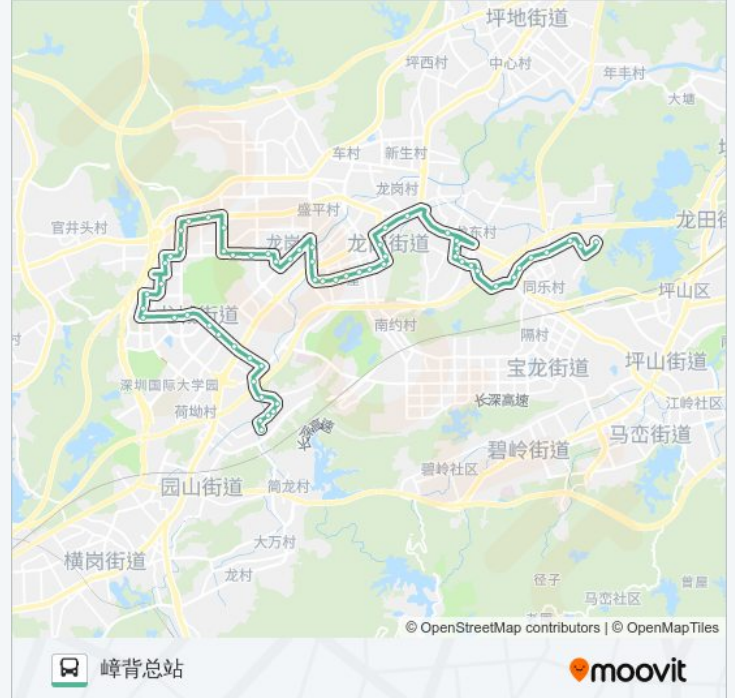 坪地街道
坪西村
中心村
年丰村
大塘
车村
新生村
龙岗村
盛平村
官井头村
龙东村
龙田街
龙岗
龙
街道
同乐村
坪山区
街道
南约村
隔村
宝龙街道
坪山街道
深圳国际大学园
荷坳村
长深高速
江岭社区
马峦街道
碧岭街道
碧岭社区
园山街道
简龙村
大万村
横岗街道
龙村
径子
马峦社区
© OpenStreetMap contributors | © OpenMapTiles
嶂背总站
moovit